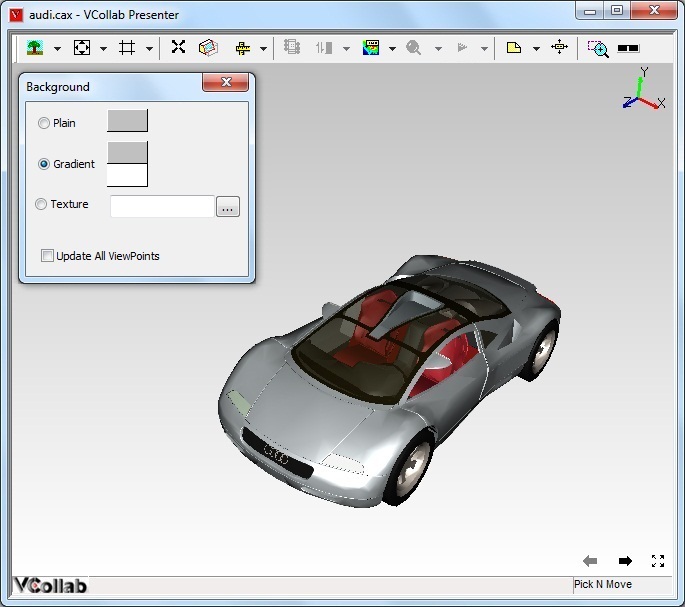 audi.cax - VCollab Presenter
Background
Plain
Gradient
Texture
...
Update All ViewPoints
Y
Z X
VCollab
Pick N Move